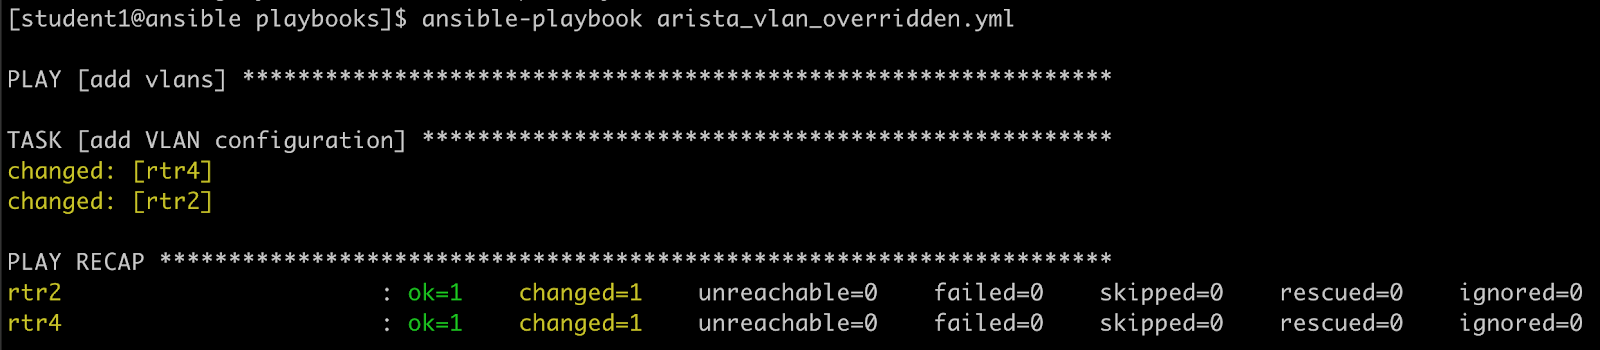 [student1@ansible playbooks]$ ansible-playbook arista_vlan_overridden.yml
PLAY [add vlans] ***************************************************************
TASK [add VLAN configuration] **************************************************
changed: [rtr4]
changed: [rtr2]
PLAY RECAP *********************************************************************
rtr2                       : ok=1    changed=1    unreachable=0    failed=0    skipped=0    rescued=0    ignored=0
rtr4                       : ok=1    changed=1    unreachable=0    failed=0    skipped=0    rescued=0    ignored=0